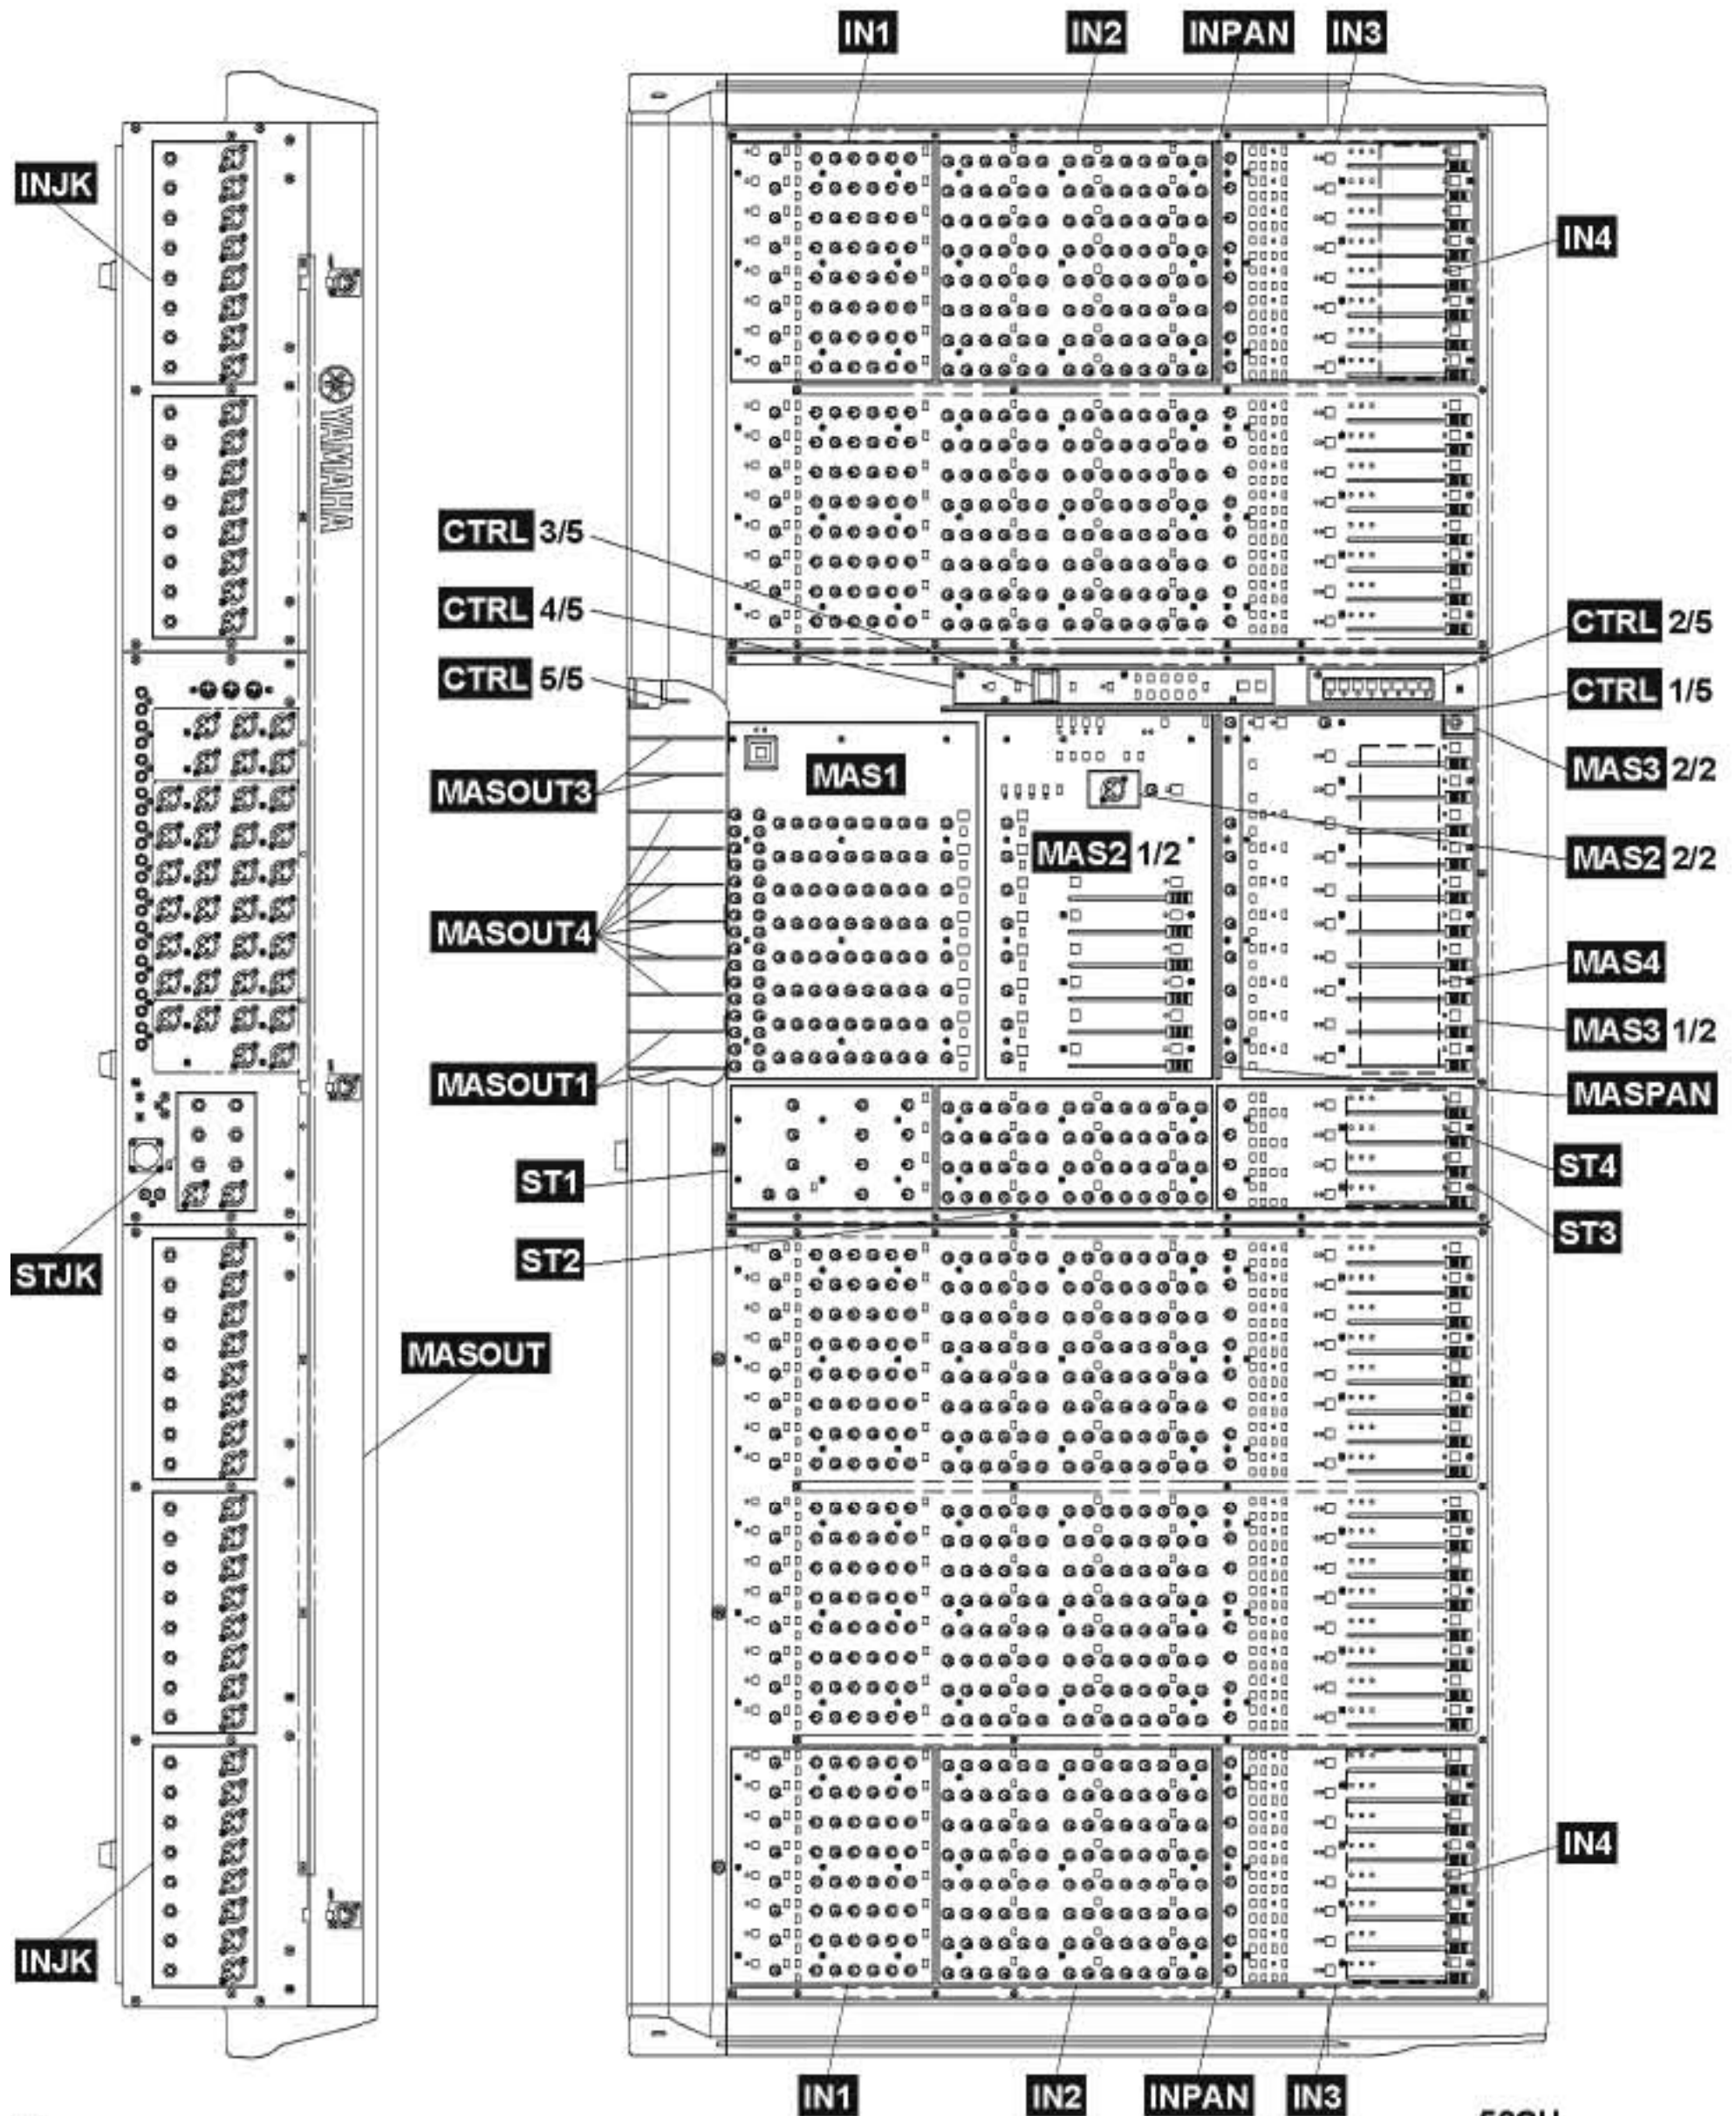 IN1 IN2 INPAN IN3
INJK
IN4
YAMAHA
CTRL 3/5
CTRL 4/5
CTRL 2/5
CTRL 5/5
CTRL 1/5
MAS1
MAS3 2/2
MASOUT3
MAS2 1/2
MAS2 2/2
MASOUT4
MAS4
MAS3 1/2
MASOUT1
MASPAN
ST4
ST1
ST3
ST2
STJK
MASOUT
IN4
INJK
IN1 IN2 INPAN IN3